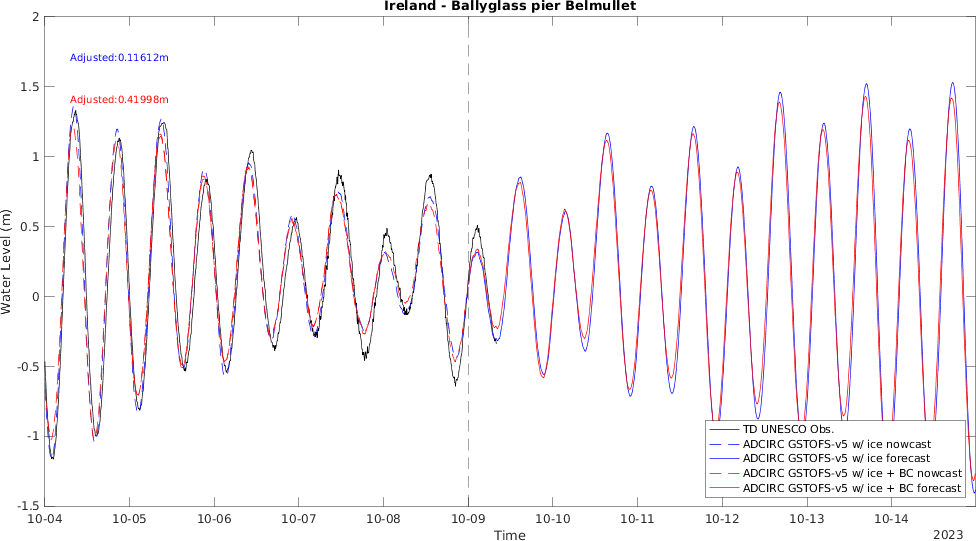 Ireland - Ballyglass pier Belmullet
Adjusted:0.11612m
Adjusted:0.41998m
Water Level (m)
2
1.5
1
0.5
0
-0.5
-1
-1.5
TD UNESCO Obs.
ADCIRC GSTOFS-v5 w/ ice nowcast
ADCIRC GSTOFS-v5 w/ ice forecast
ADCIRC GSTOFS-v5 w/ ice + BC nowcast
ADCIRC GSTOFS-v5 w/ ice + BC forecast
10-04 10-05 10-06 10-07 10-08 10-09 10-10 10-11 10-12 10-13 10-14
Time
2023